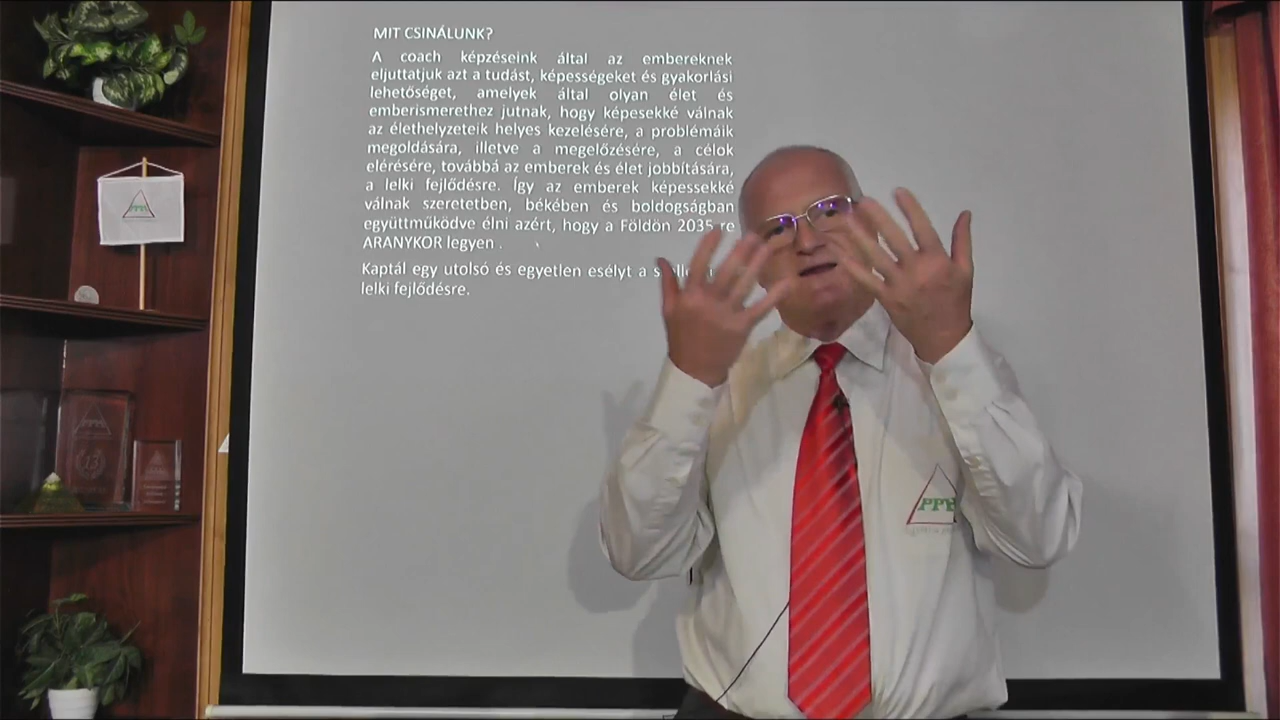 MIT CSINÁLUNK?
A coach képzéseink által az embereknek
eljuttatjuk azt a tudást, képességeket és gyakorlási
lehetőséget, amelyek által olyan élet és
emberismerethez jutnak, hogy képesekké válnak
az élethelyzeteik helyes kezelésére, a problémáik
megoldására, illetve a megelőzésére, a célok
elérésére, továbbá az emberek és élet jobbítására,
a lelki fejlődésre. Így az emberek képessekké
válnak szeretetben, békében és boldogságban
együttműködve élni azért, hogy a Földön 2035-re
ARANYKOR legyen .
Kaptál egy utolsó és egyetlen esélyt a
lelki fejlődésre.
13